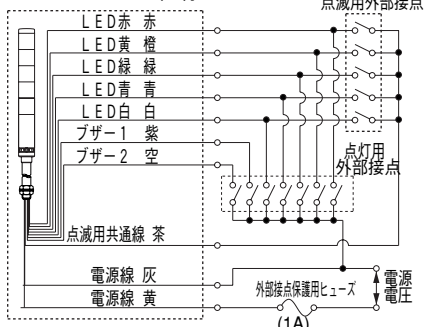 点滅用外部接点
LED赤 赤
LED黄 橙
LED緑 緑
LED青 青
LED白 白
ブザー1 紫
ブザー2 空
点灯用
外部接点
点滅用共通線 茶
電源線 灰
電源線 黄
外部接点保護用ヒューズ
(1A)
電源
電圧